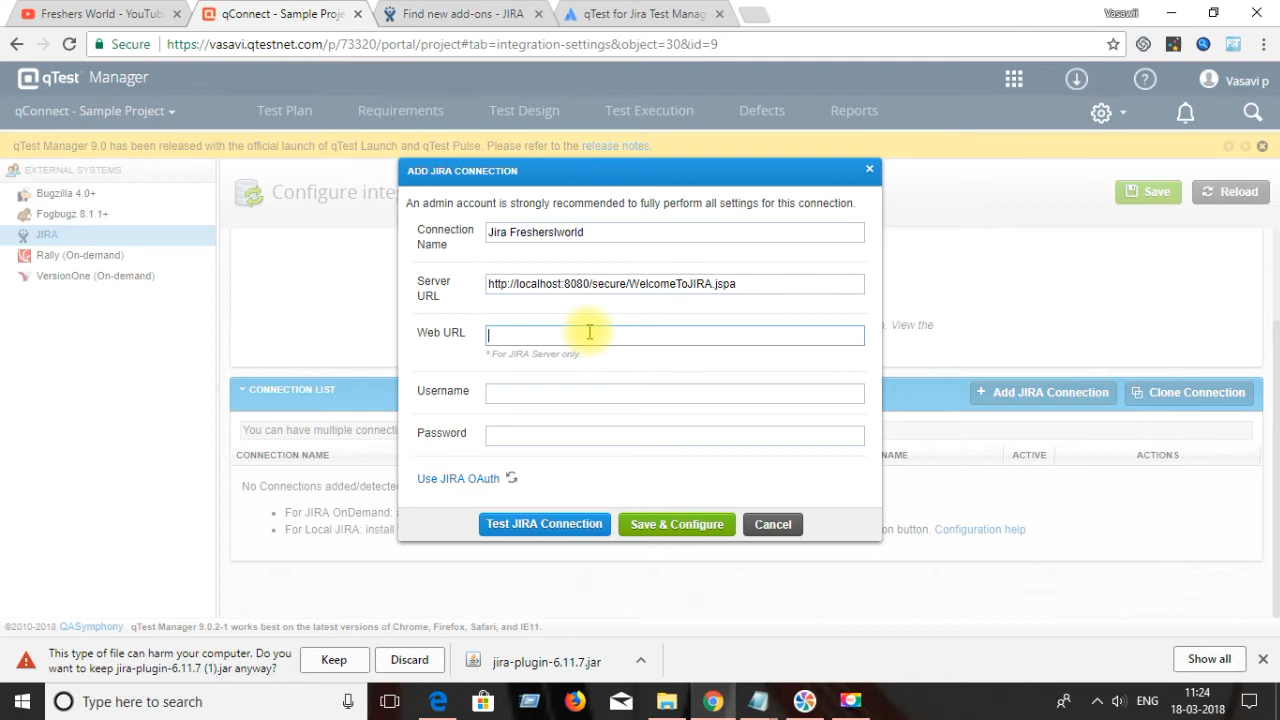 Freshers World - YouTub
qConnect - Sample Projec
Find new add-ons - JIRA
qTest for Jira Test Manag
Vasawii
Secure
https://vasavi.qtestnet.com/p/73320/portal/project#tab=integration-settings&object=30&id=9
qTest Manager
Vasavi p
qConnect - Sample Project
Test Plan
Requirements
Test Design
Test Execution
Defects
Reports
qTest Manager 9.0 has been released with the official launch of qTest Launch and qTest Pulse. Please refer to the release notes.
EXTERNAL SYSTEMS
Bugzilla 4.0+
Fogbugz 8.1.1+
JIRA
Rally (On-demand)
VersionOne (On-demand)
Configure inte
Save
Reload
ADD JIRA CONNECTION
An admin account is strongly recommended to fully perform all settings for this connection.
Connection Name
Jira Freshersworld
Server URL
http://localhost:8080/secure/WelcomeToJIRA.jspa
Web URL
* For JIRA Server only.
Username
Password
Use JIRA OAuth
Test JIRA Connection
Save & Configure
Cancel
. View the
CONNECTION LIST
+ Add JIRA Connection
Clone Connection
You can have multiple connecti
CONNECTION NAME
NAME
ACTIVE
ACTIONS
No Connections added/detecte
For JIRA OnDemand: a
For Local JIRA: install
on button. Configuration help
©2010-2018 QASymphony qTest Manager 9.0.2-1 works best on the latest versions of Chrome, Firefox, Safari, and IE11.
This type of file can harm your computer. Do you
want to keep jira-plugin-6.11.7 (1).jar anyway?
Keep
Discard
jira-plugin-6.11.7.jar
Show all
Type here to search
ENG
11:24
18-03-2018